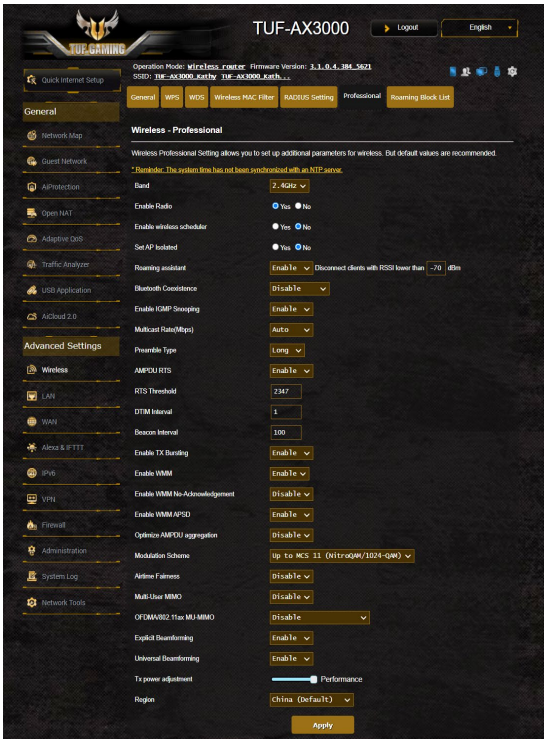 TUF GAMING
TUF-AX3000
Logout
English
Operation Mode: Wireless router Firmware Version: 3.1.0.4.384_5621
SSID: TUF-AX3000_Kathy TUF-AX3000_Kath...
Quick Internet Setup
General
Network Map
Guest Network
AiProtection
Open NAT
Adaptive QoS
Traffic Analyzer
USB Application
AiCloud 2.0
Advanced Settings
Wireless
LAN
WAN
Alexa & IFTTT
IPv6
VPN
Firewall
Administration
System Log
Network Tools
General WPS WDS Wireless MAC Filter RADIUS Setting Professional Roaming Block List
Wireless - Professional
Wireless Professional Setting allows you to set up additional parameters for wireless. But default values are recommended.
* Reminder: The system time has not been synchronized with an NTP server.
Band 2.4GHz
Enable Radio Yes No
Enable wireless scheduler Yes No
Set AP Isolated Yes No
Roaming assistant Enable Disconnect clients with RSSI lower than -70 dBm
Bluetooth Coexistence Disable
Enable IGMP Snooping Enable
Multicast Rate(Mbps) Auto
Preamble Type Long
AMPDU RTS Enable
RTS Threshold 2347
DTIM Interval 1
Beacon Interval 100
Enable TX Bursting Enable
Enable WMM Enable
Enable WMM No-Acknowledgement Disable
Enable WMM APSD Enable
Optimize AMPDU aggregation Disable
Modulation Scheme Up to MCS 11 (NitroQAM/1024-QAM)
Airtime Fairness Disable
Multi-User MIMO Disable
OFDMA/802.11ax MU-MIMO Disable
Explicit Beamforming Enable
Universal Beamforming Enable
Tx power adjustment Performance
Region China (Default)
Apply